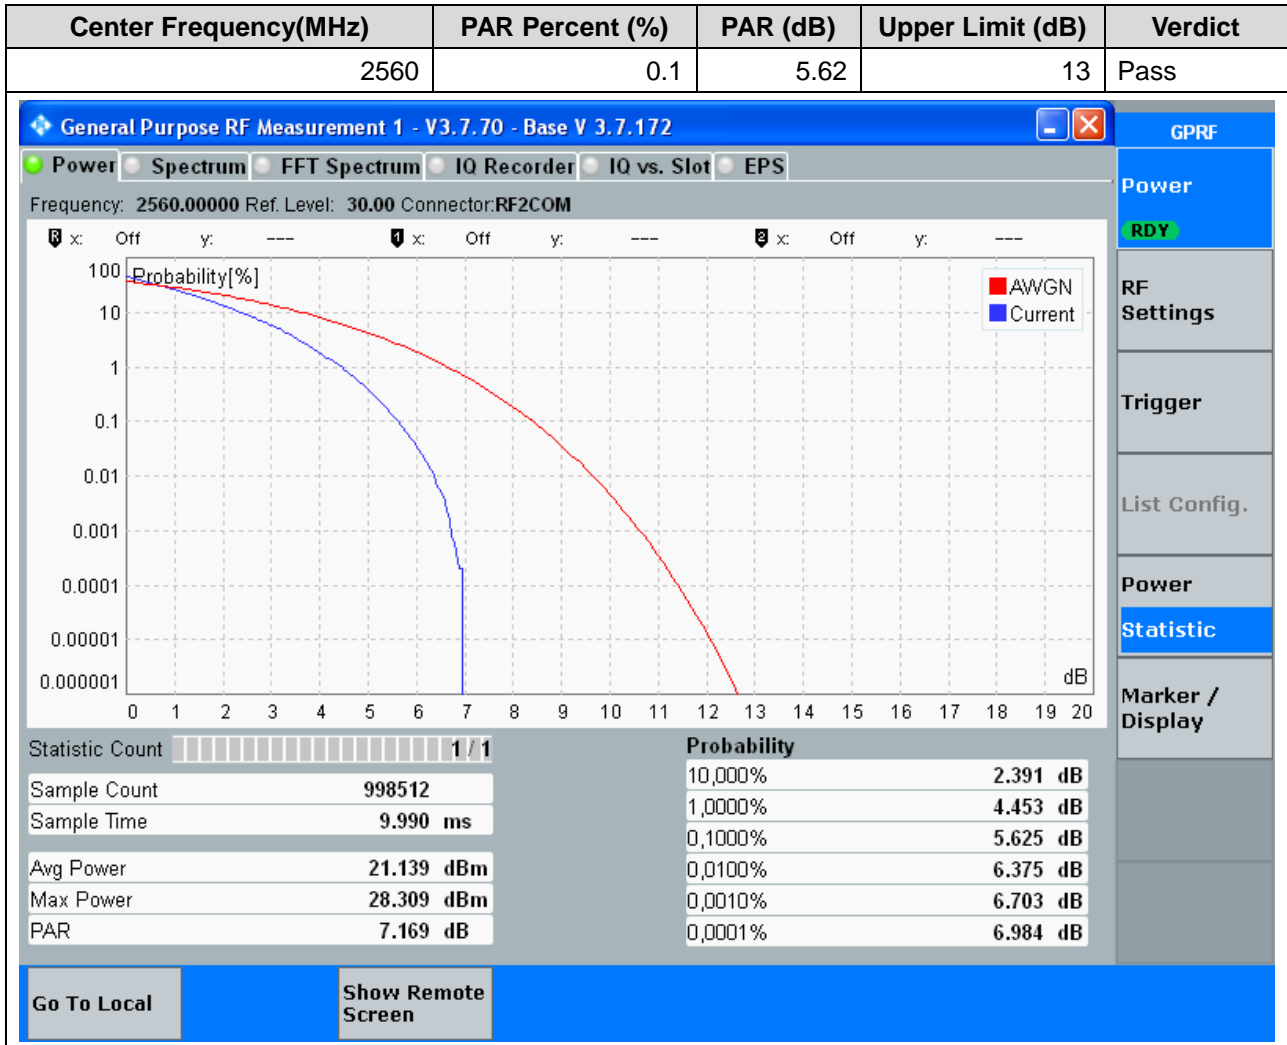 Center Frequency(MHz) PAR Percent (%) PAR (dB) Upper Limit (dB) Verdict
2560 0.1 5.62 13 Pass
General Purpose RF Measurement 1 - V3.7.70 - Base V 3.7.172
GPRF
Power Spectrum FFT Spectrum IQ Recorder IQ vs. Slot EPS
Power
RDY
Frequency: 2560.00000 Ref. Level: 30.00 Connector:RF2COM
R x: Off y: --- 1 x: Off y: --- 2 x: Off y: ---
Probability[%]
AWGN
Current
100
10
1
0.1
0.01
0.001
0.0001
0.00001
0.000001
dB
0 1 2 3 4 5 6 7 8 9 10 11 12 13 14 15 16 17 18 19 20
RF
Settings
Trigger
List Config.
Power
Statistic
Marker /
Display
Statistic Count 1 / 1
Sample Count 998512
Sample Time 9.990 ms
Avg Power 21.139 dBm
Max Power 28.309 dBm
PAR 7.169 dB
Probability
10,000% 2.391 dB
1,0000% 4.453 dB
0,1000% 5.625 dB
0,0100% 6.375 dB
0,0010% 6.703 dB
0,0001% 6.984 dB
Go To Local
Show Remote
Screen